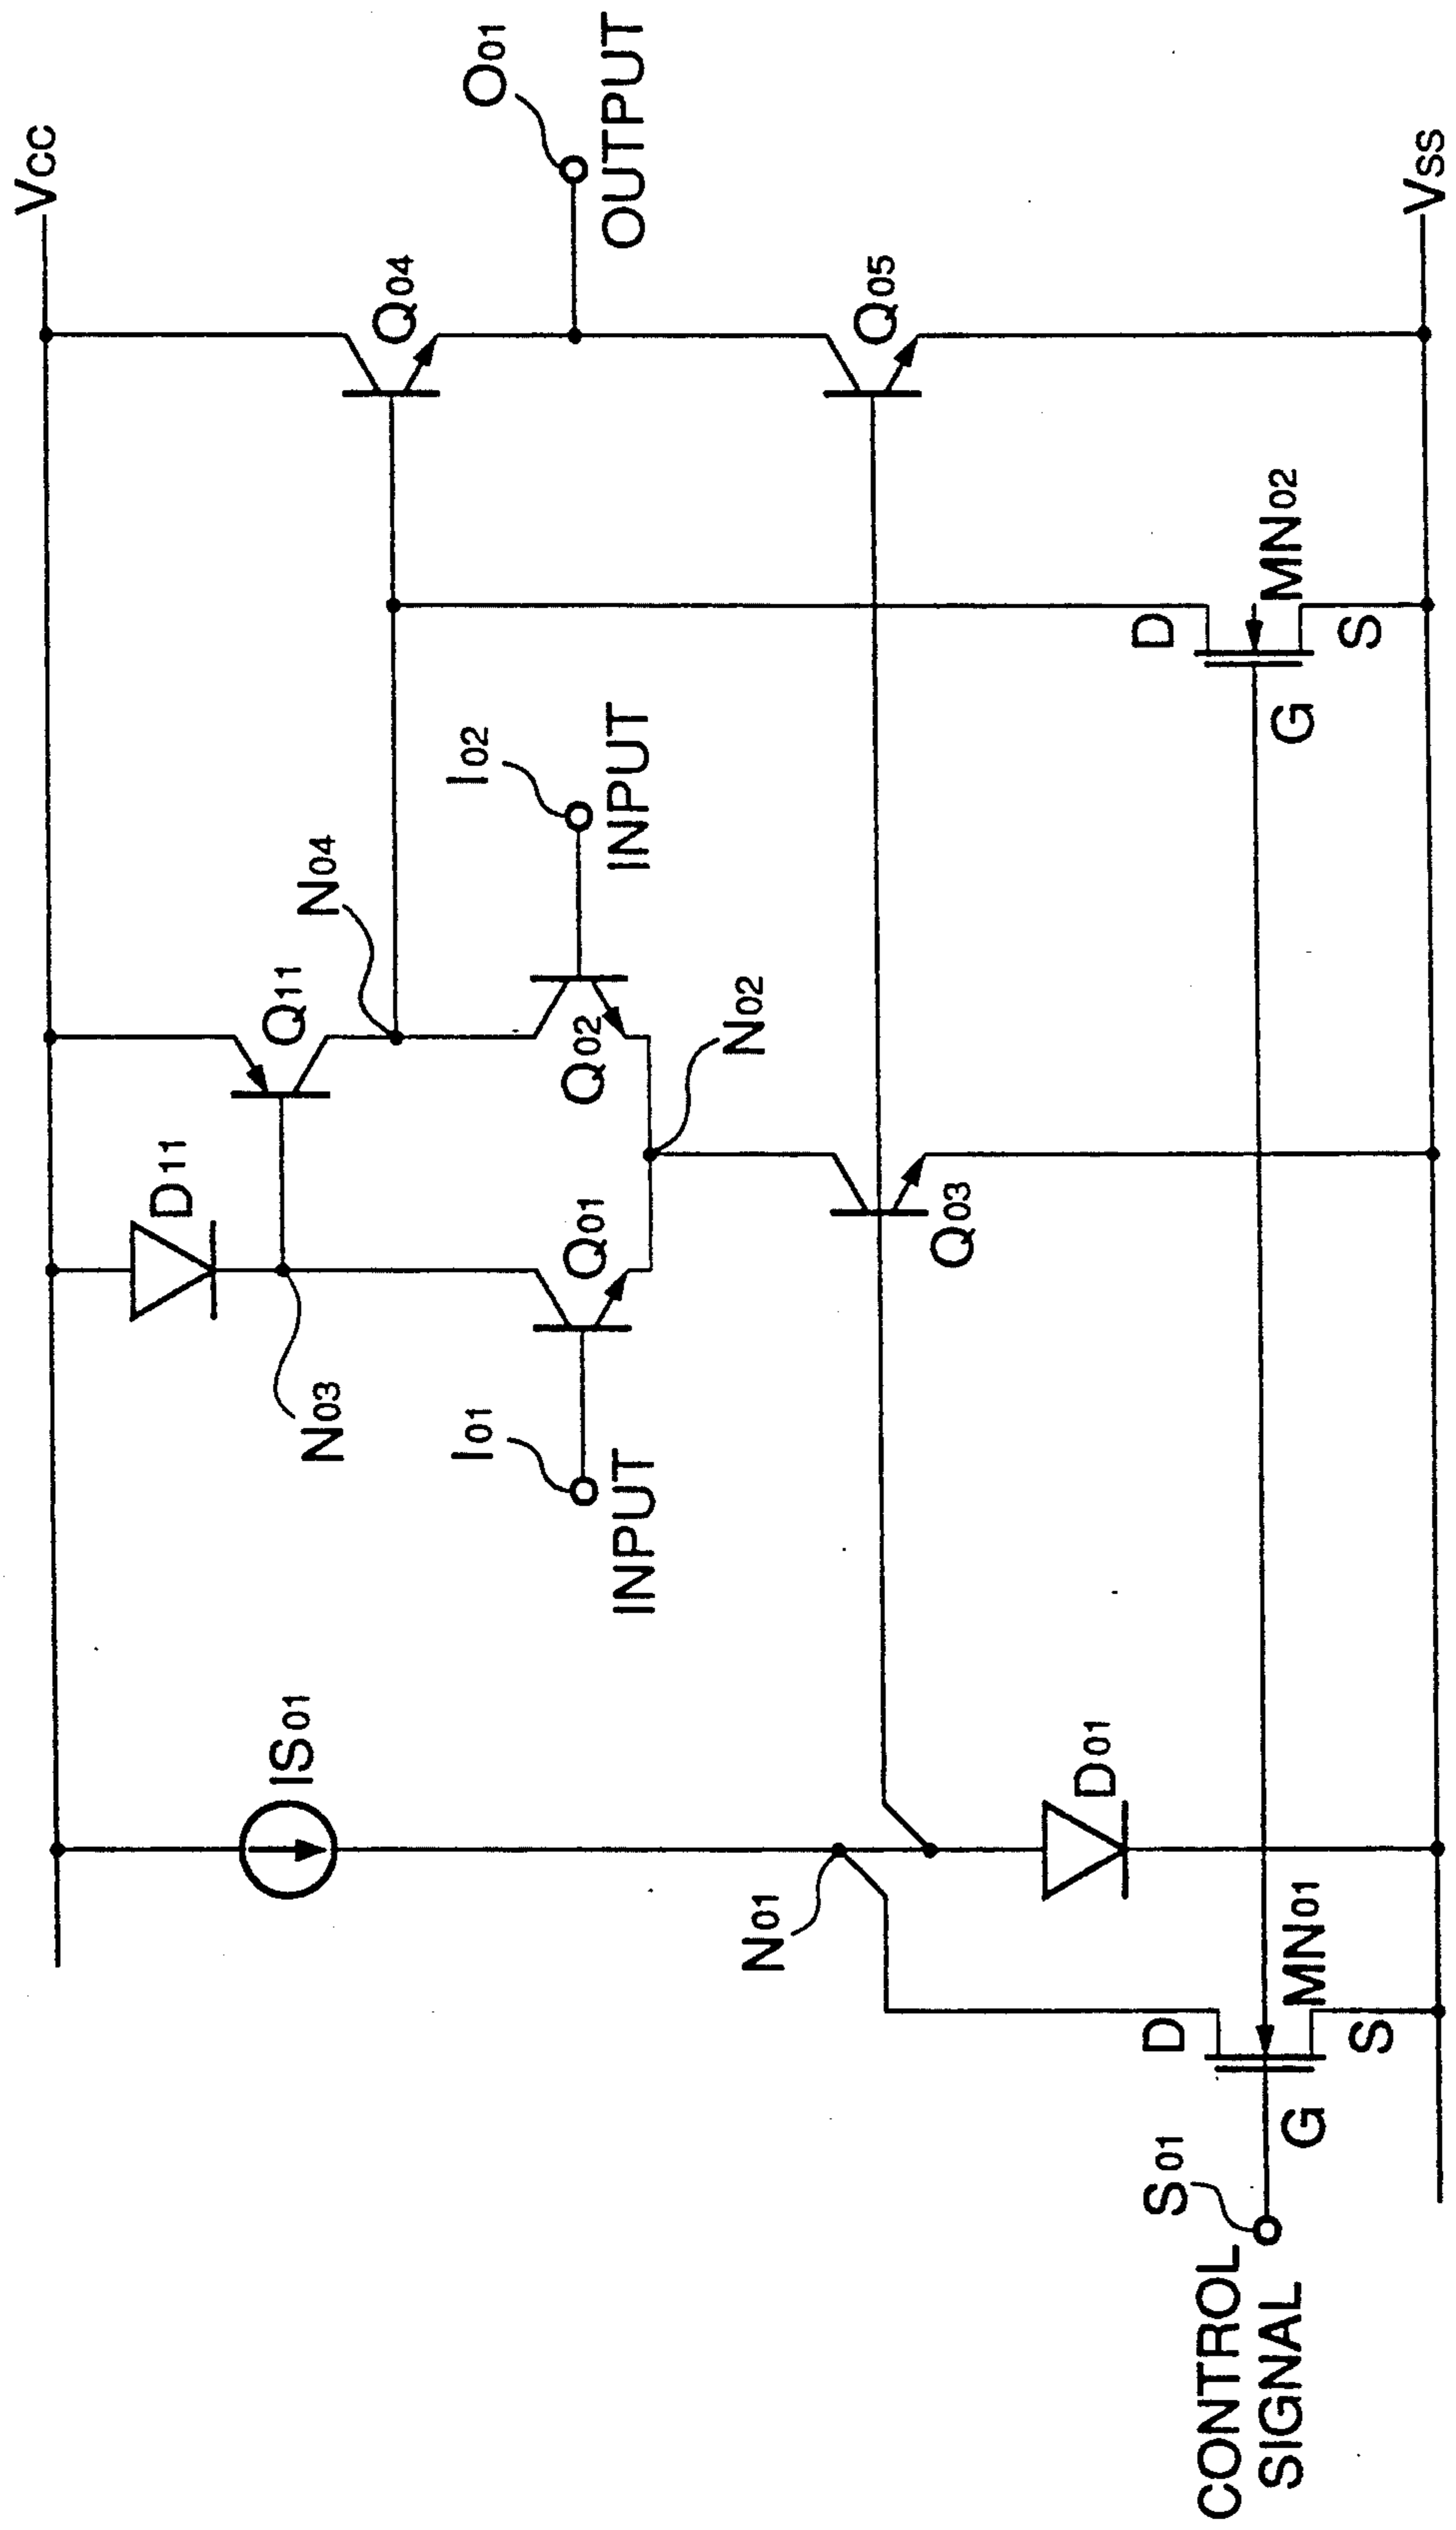 VCC
IS01
D11
Q11
N03
N04
Q04
O01
OUTPUT
I01
INPUT
Q01
Q02
I02
INPUT
N02
N01
Q03
Q05
D01
CONTROL
SIGNAL
S01
D
G
S
MN01
D
G
S
MN02
VSS